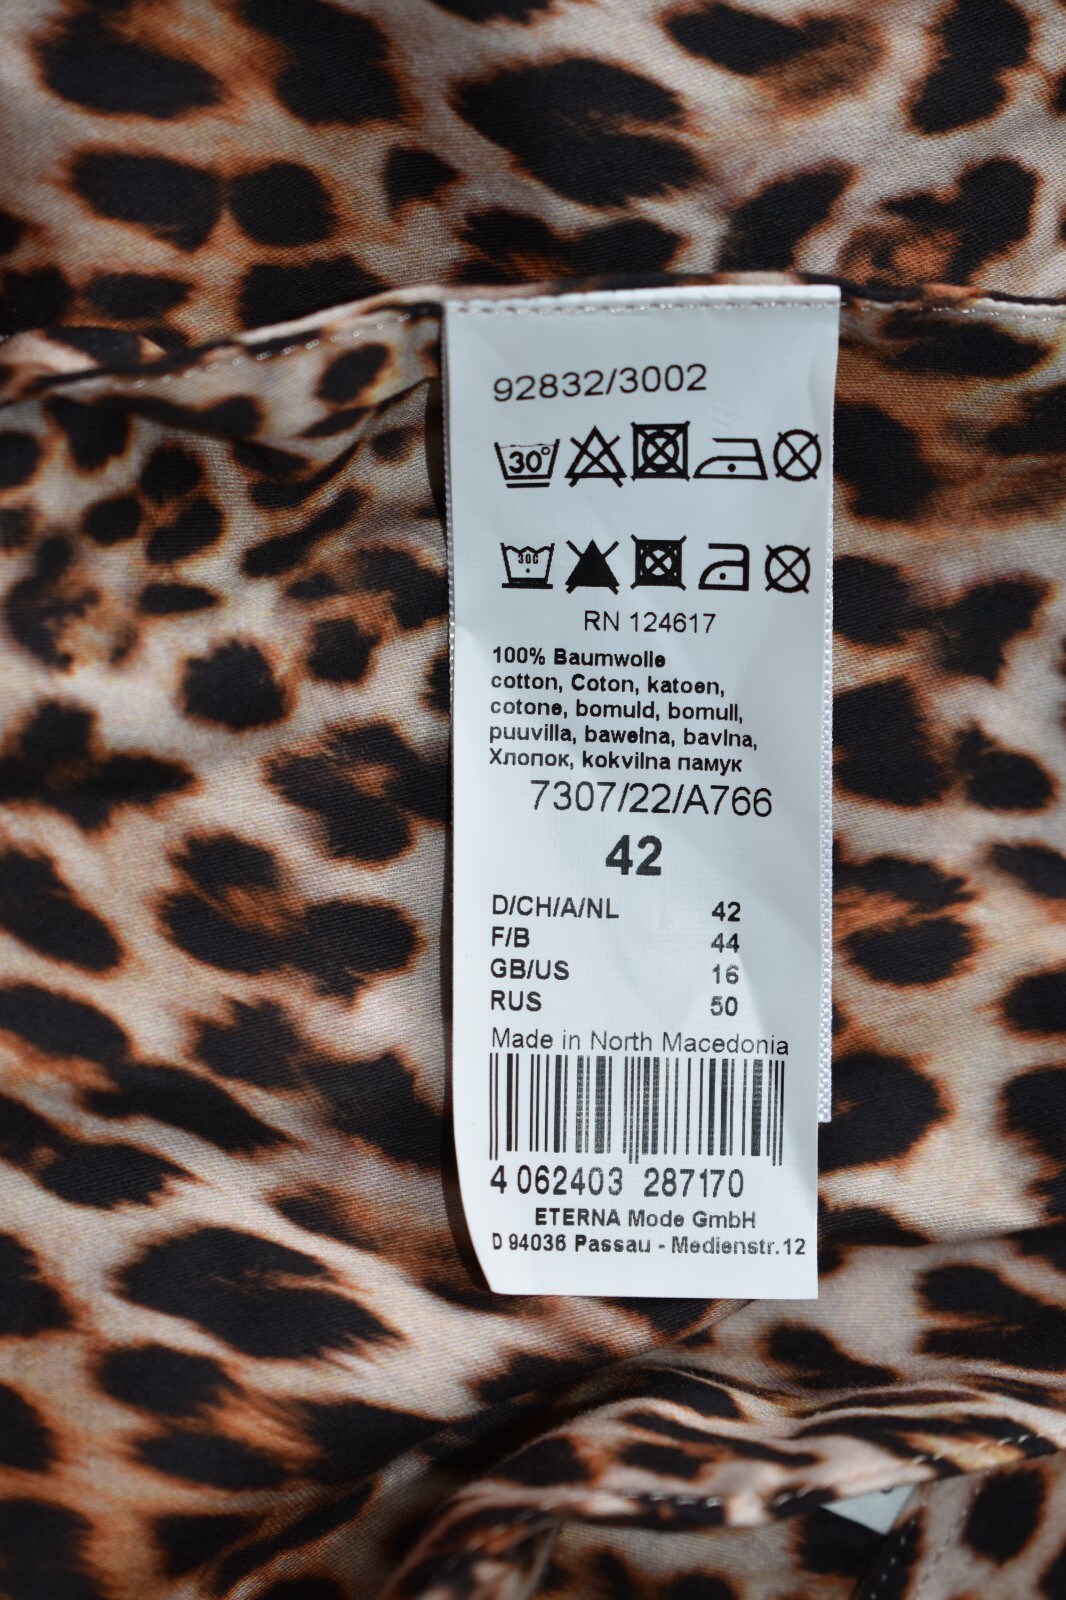 92832/3002
30°
30C
RN 124617
100% Baumwolle
cotton, Coton, katoen,
cotone, bomuld, bomull,
puuvilla, bawełna, bavlna,
Хлопок, kokvilna памук
7307/22/A766
42
D/CH/A/NL 42
F/B 44
GB/US 16
RUS 50
Made in North Macedonia
4 062403 287170
ETERNA Mode GmbH
D 94036 Passau - Medienstr.12